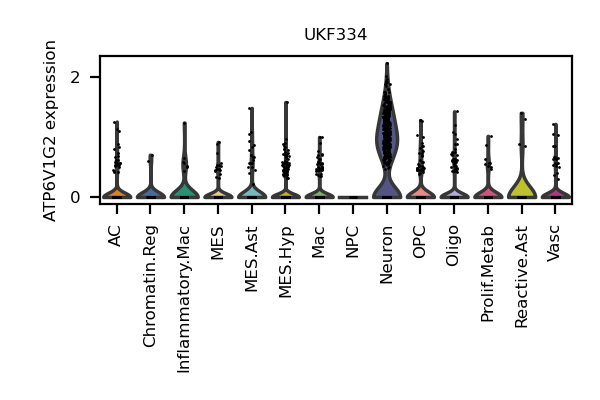 UKF334
ATP6V1G2 expression
2
0
AC
Chromatin.Reg
Inflammatory.Mac
MES
MES.Ast
MES.Hyp
Mac
NPC
Neuron
OPC
Oligo
Prolif.Metab
Reactive.Ast
Vasc